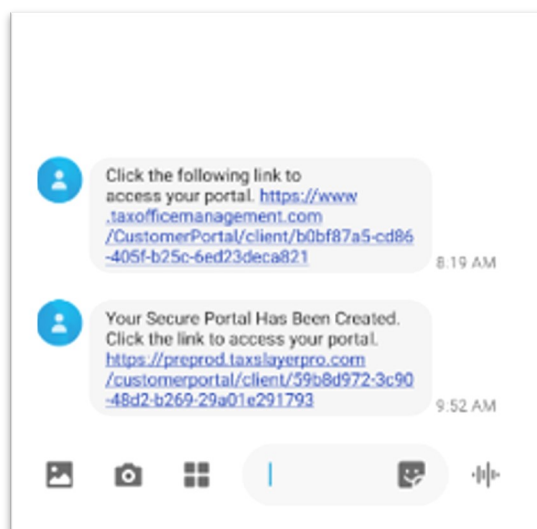 Click the following link to
access your portal. https://www
.taxofficemanagement.com
/CustomerPortal/client/b0bf87a5-cd86
-405f-b25c-6ed23deca821
8:19 AM
Your Secure Portal Has Been Created.
Click the link to access your portal.
https://preprod.taxslayerpro.com
/customerportal/client/59b8d972-3c90
-48d2-b269-29a01e291793
9:52 AM